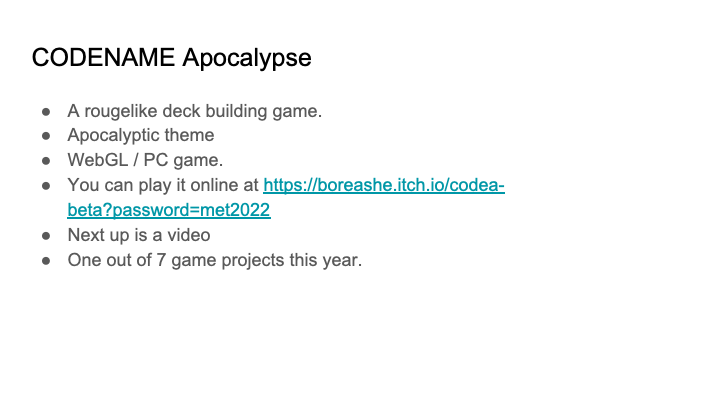 CODENAME Apocalypse
● A rougelike deck building game.
● Apocalyptic theme
● WebGL / PC game.
● You can play it online at https://boreashe.itch.io/codea-
beta?password=met2022
● Next up is a video
● One out of 7 game projects this year.